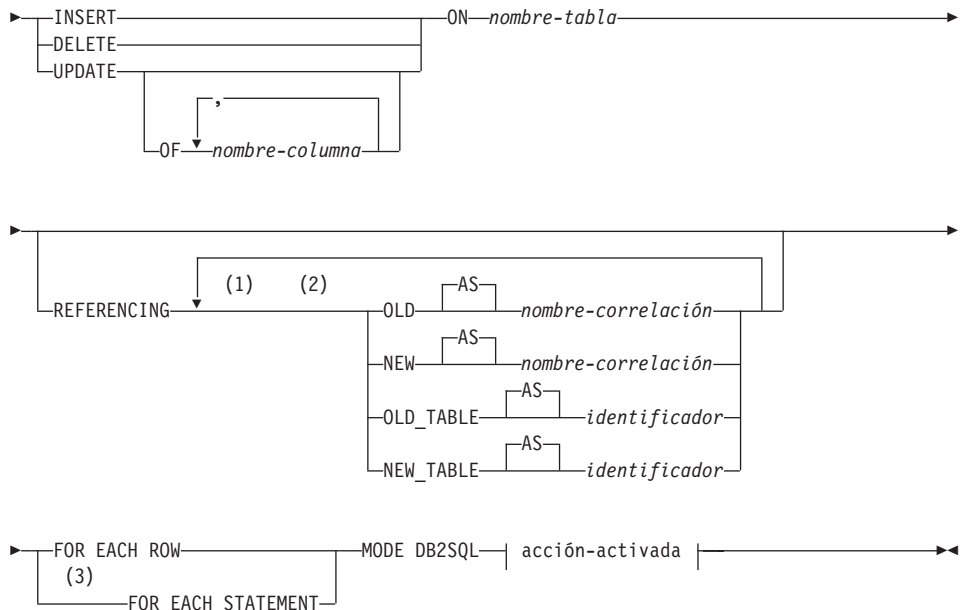 INSERT ON nombre-tabla
DELETE
UPDATE
,
OF nombre-columna
(1) (2) AS
REFERENCING OLD nombre-correlación
AS
NEW nombre-correlación
AS
OLD_TABLE identificador
AS
NEW_TABLE identificador
FOR EACH ROW MODE DB2SQL acción-activada
(3)
FOR EACH STATEMENT